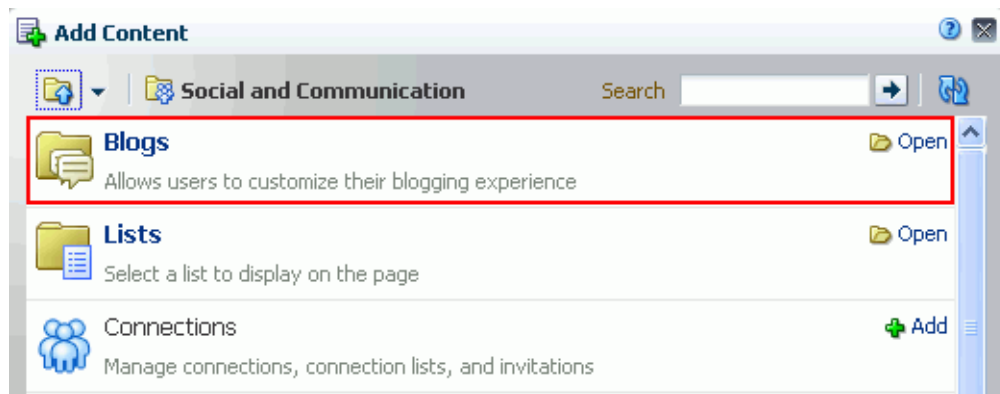 Add Content
Social and Communication Search
Blogs Open
Allows users to customize their blogging experience
Lists Open
Select a list to display on the page
Connections Add
Manage connections, connection lists, and invitations